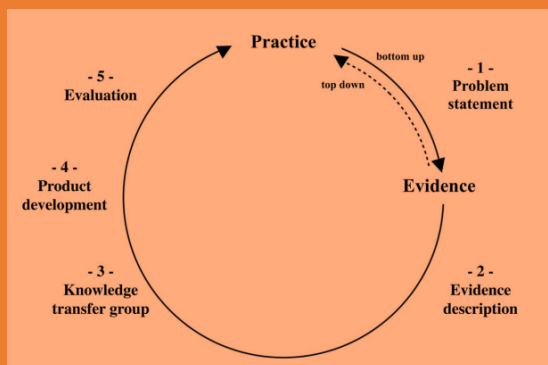 Practice
bottom up
top down
- 1 -
Problem
statement
Evidence
- 2 -
Evidence
description
- 3 -
Knowledge
transfer group
- 4 -
Product
development
- 5 -
Evaluation